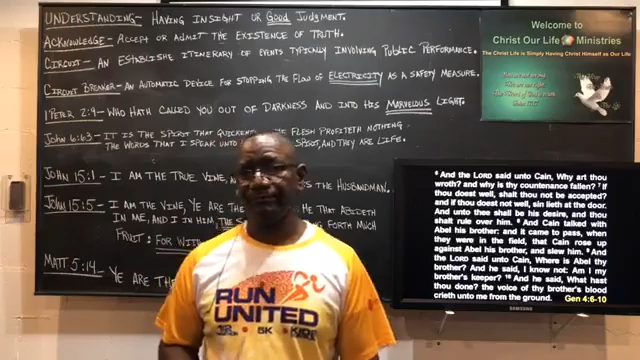 UNDERSTANDING- HAVING INSIGHT OR GOOD JUDGMENT.
ACKNOWLEDGE- ACCEPT OR ADMIT THE EXISTENCE OF TRUTH.
CIRCUIT- AN ESTABLISHE ITINERARY OF EVENTS TYPICALLY INVOLVING PUBLIC PERFORMANCE.
CIRCUIT BREAKER- AN AUTOMATIC DEVICE FOR STOPPING THE FLOW OF ELECTRICITY AS A SAFETY MEASURE.
1 PETER 2:9- WHO HATH CALLED YOU OUT OF DARKNESS AND INTO HIS MARVELOUS LIGHT.
JOHN 6:63- IT IS THE SPIRIT THAT QUICKEN THE FLESH PROFITETH NOTHING:
THE WORDS THAT I SPEAK UNTO SPIRIT, AND THEY ARE LIFE.
JOHN 15:1- I AM THE TRUE VINE, THE HUSBANDMAN.
JOHN 15:5- I AM THE VINE, YE ARE THE HE THAT ABIDETH
IN ME, AND I IN HIM, THE FORTH MUCH
FRUIT: FOR
MATT 5:14- YE ARE THE
Welcome to
Christ Our Life Ministries
The Christ Life is Simply Having Christ Himself as Our Life
The Way
The Life
6 And the LORD said unto Cain, Why art thou
wroth? and why is thy countenance fallen? 7 If
thou doest well, shalt thou not be accepted?
and if thou doest not well, sin lieth at the door.
And unto thee shall be his desire, and thou
shalt rule over him. 8 And Cain talked with
Abel his brother: and it came to pass, when
they were in the field, that Cain rose up
against Abel his brother, and slew him. 9 And
the LORD said unto Cain, Where is Abel thy
brother? And he said, I know not: Am I my
brother's keeper? 10 And he said, What hast
thou done? the voice of thy brother's blood
crieth unto me from the ground. Gen 4:6-10
RUN
UNITED
5K